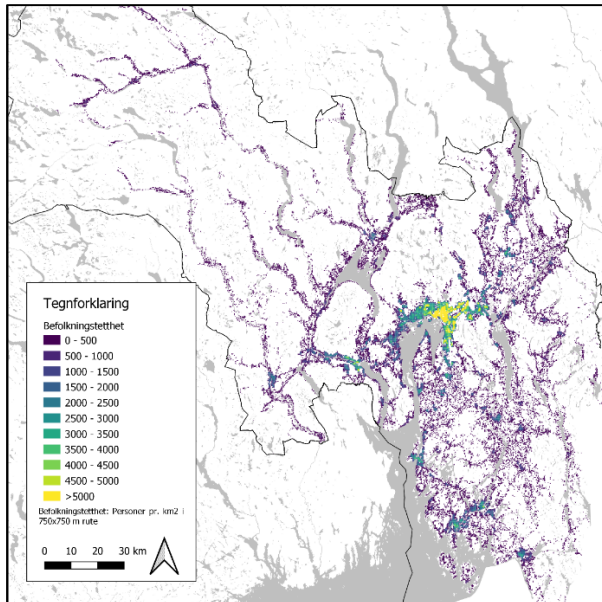 Tegnforklaring
Befolkningstetthet
0 - 500
500 - 1000
1000 - 1500
1500 - 2000
2000 - 2500
2500 - 3000
3000 - 3500
3500 - 4000
4000 - 4500
4500 - 5000
>5000
Befolkningstetthet: Personer pr. km2 i
750x750 m rute
0 10 20 30 km